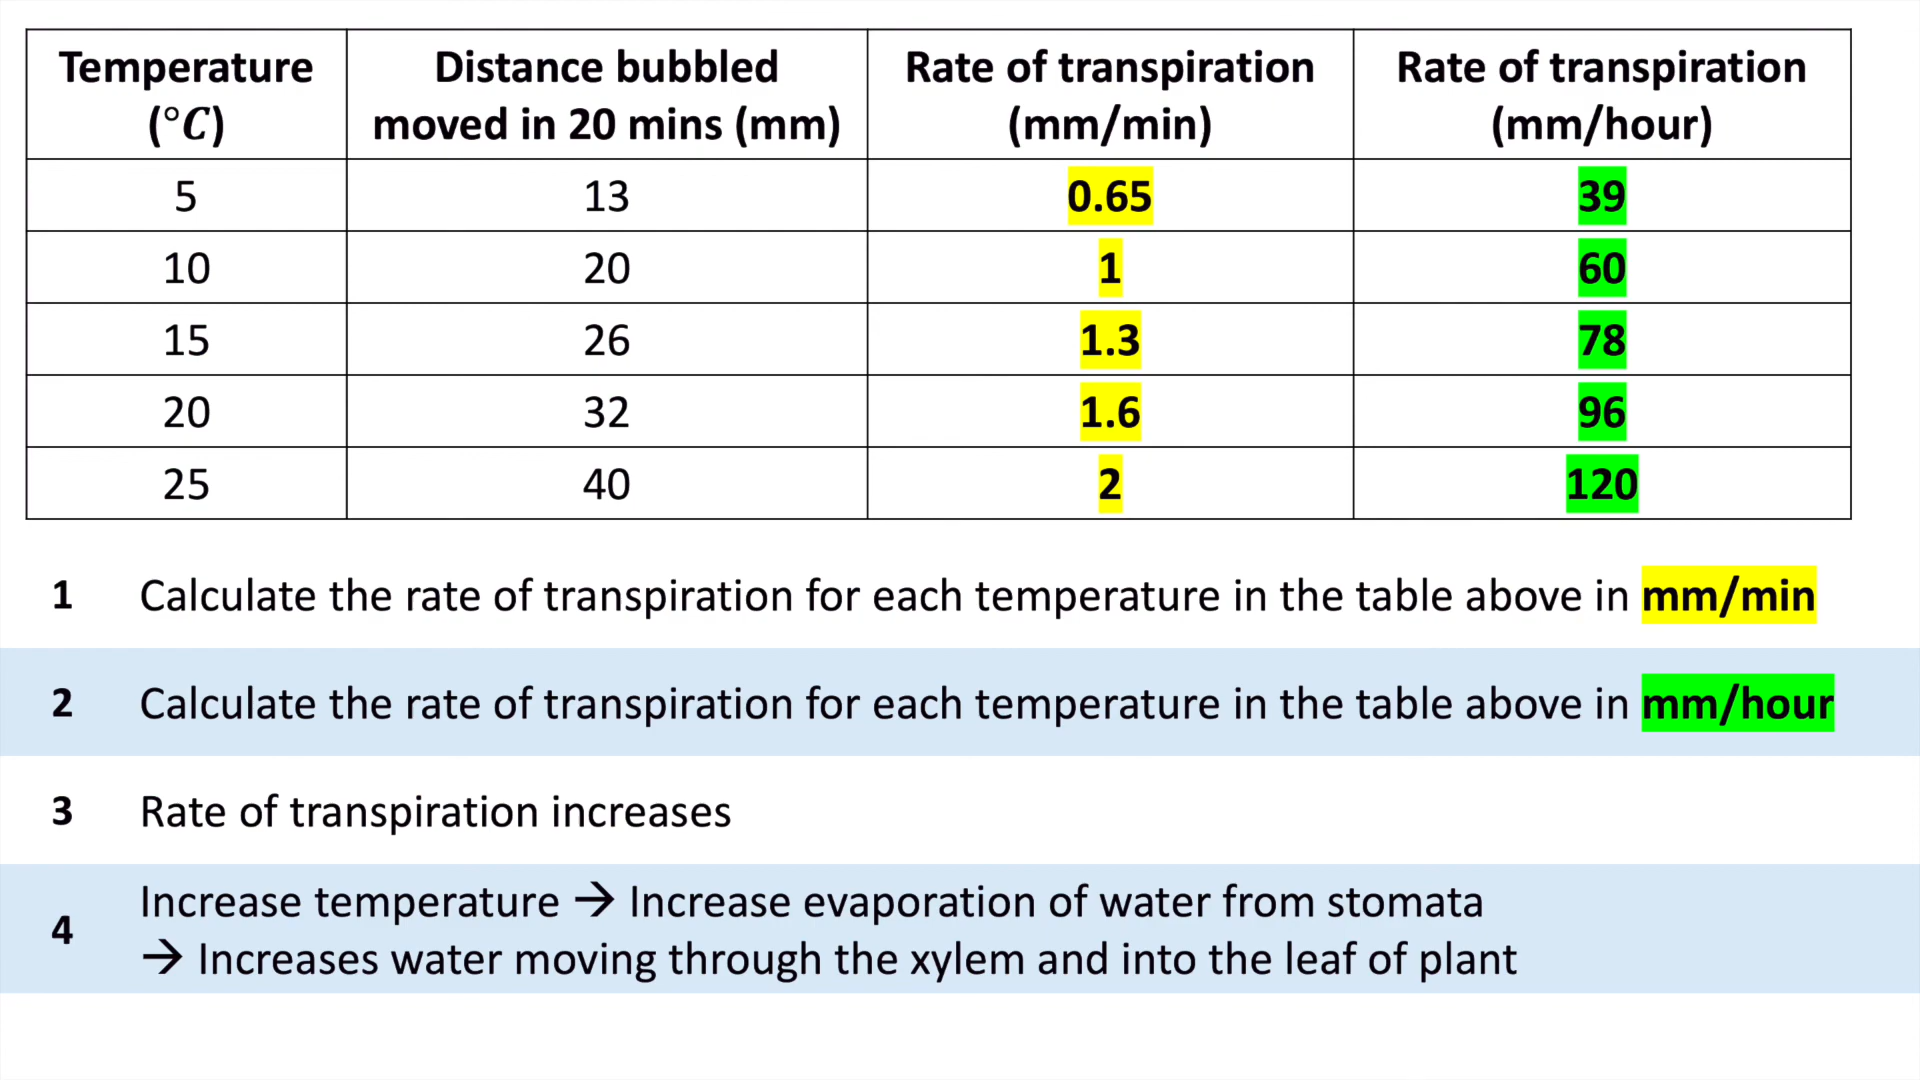 Temperature (°C) Distance bubbled moved in 20 mins (mm) Rate of transpiration (mm/min) Rate of transpiration (mm/hour)
5 13 0.65 39
10 20 1 60
15 26 1.3 78
20 32 1.6 96
25 40 2 120
1 Calculate the rate of transpiration for each temperature in the table above in mm/min
2 Calculate the rate of transpiration for each temperature in the table above in mm/hour
3 Rate of transpiration increases
4 Increase temperature → Increase evaporation of water from stomata
→ Increases water moving through the xylem and into the leaf of plant